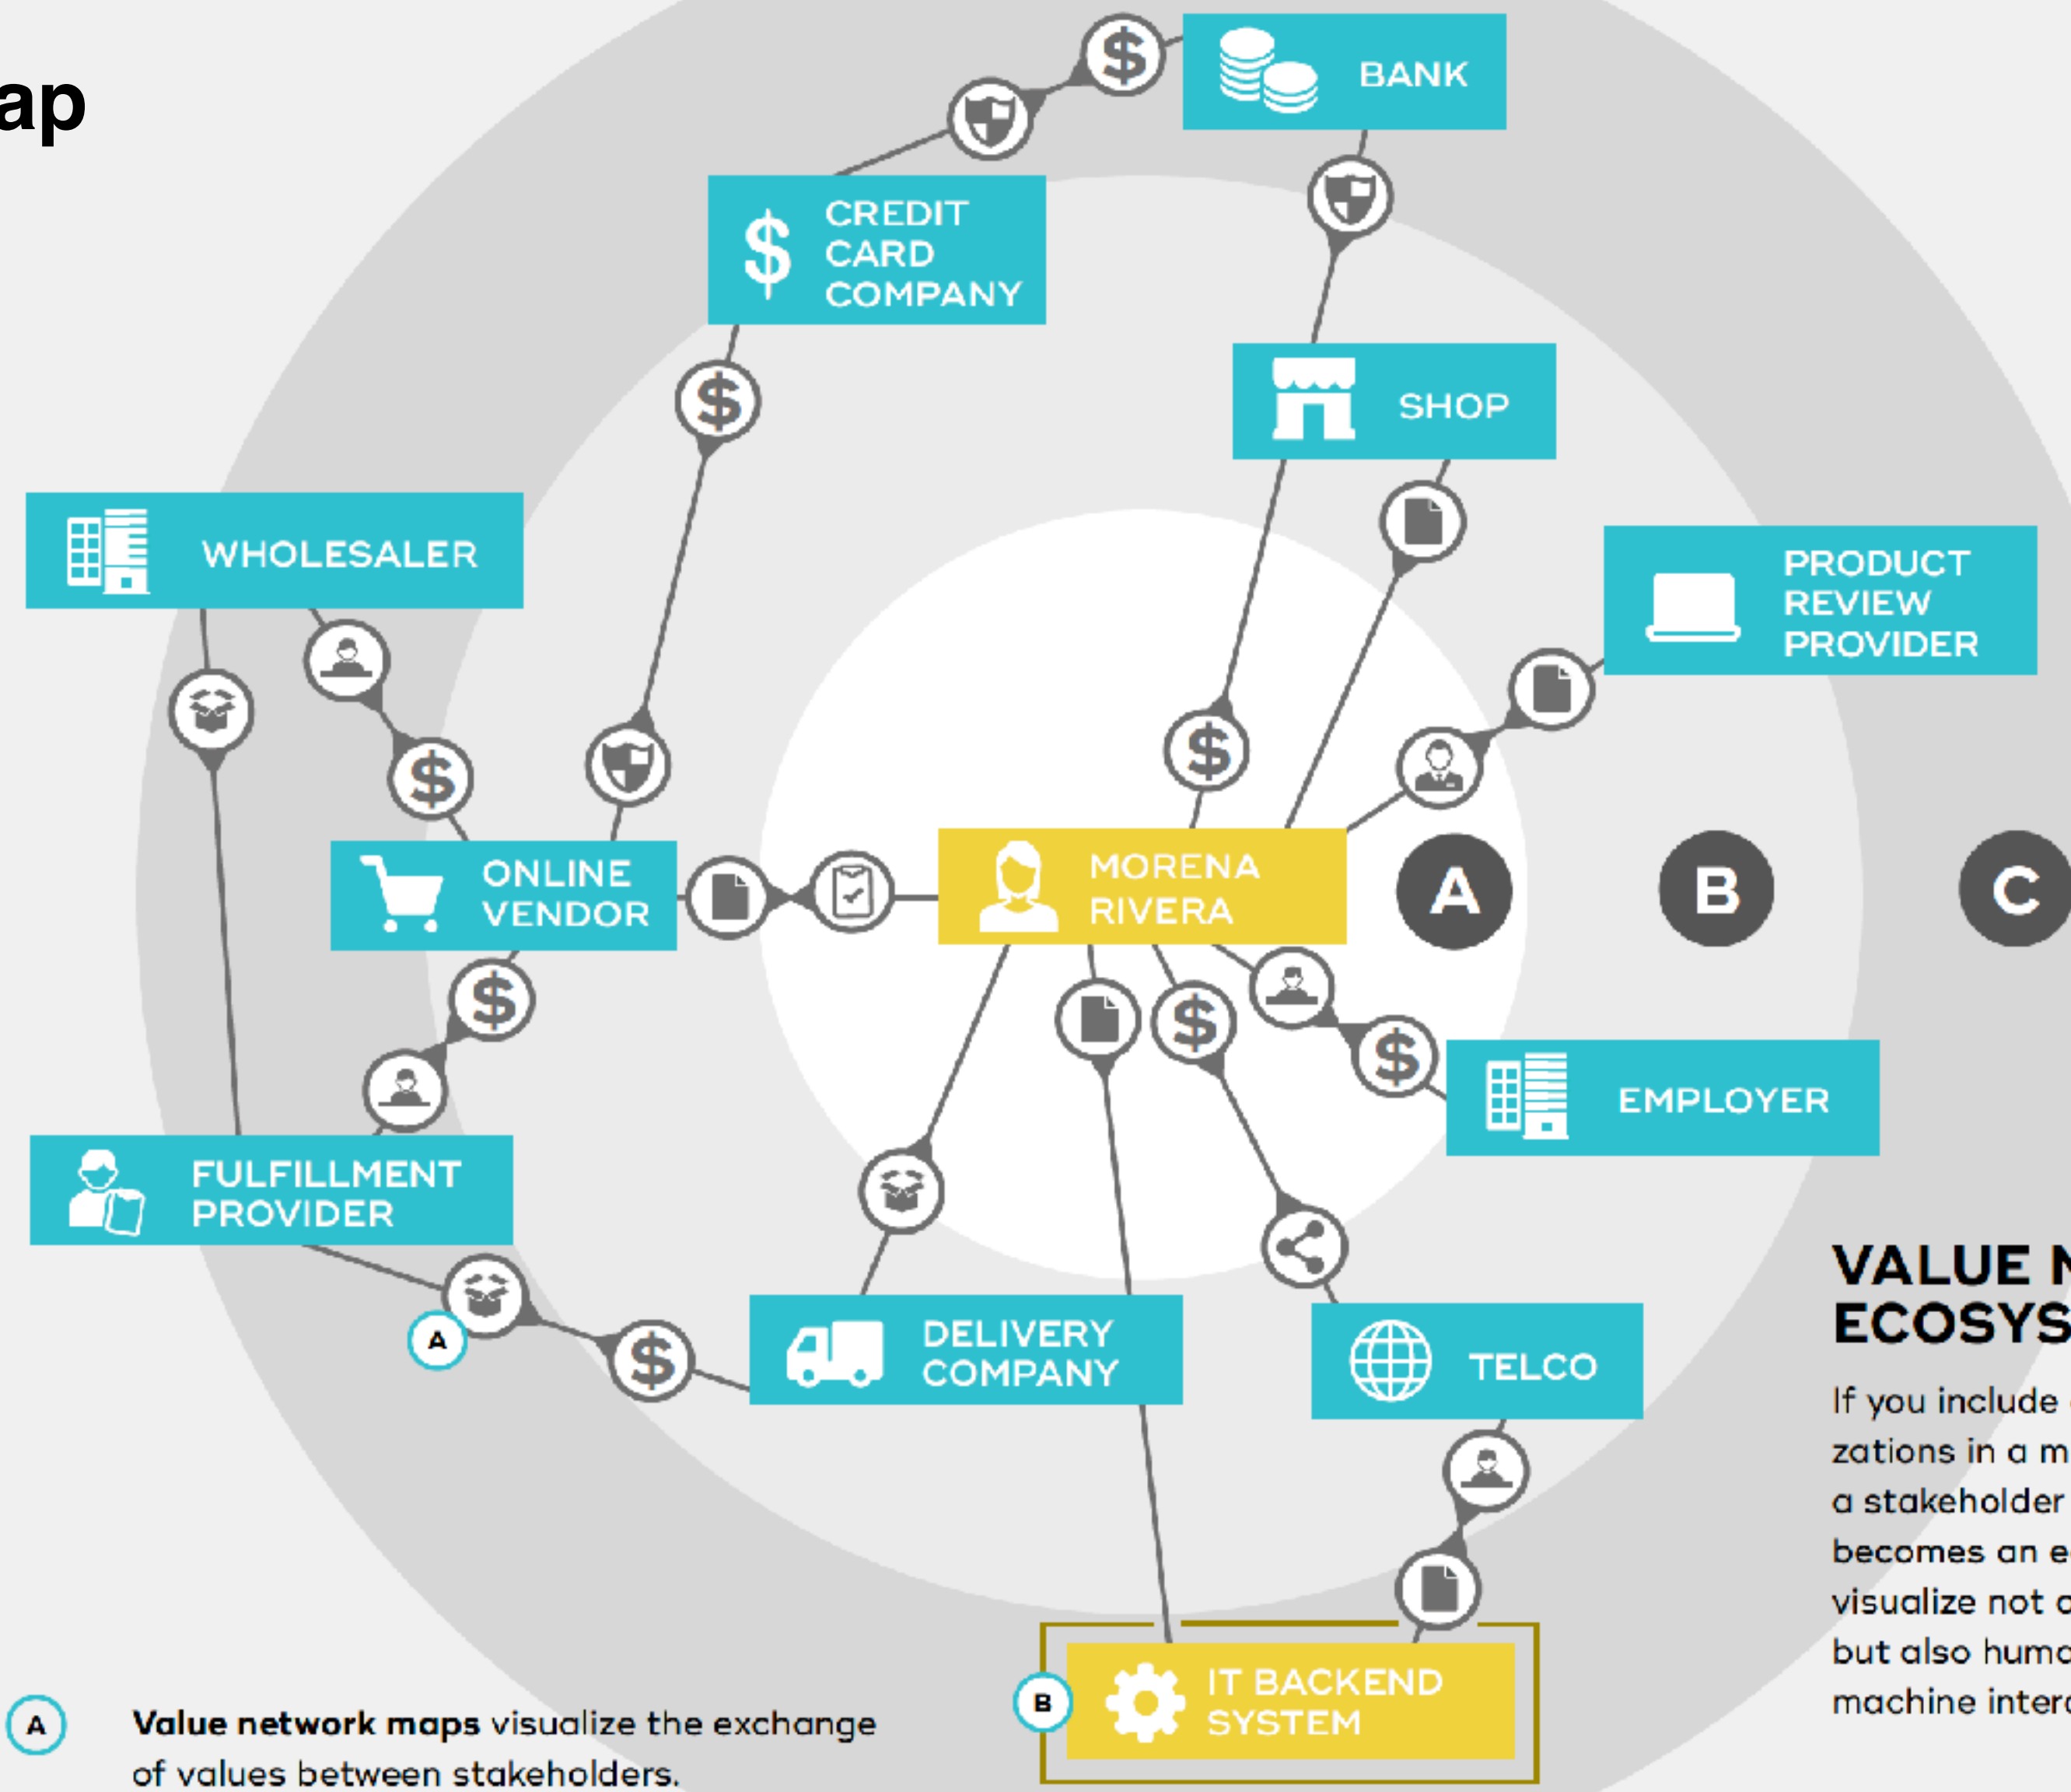 ap
BANK
CREDIT
CARD
COMPANY
SHOP
WHOLESALER
PRODUCT
REVIEW
PROVIDER
ONLINE
VENDOR
MORENA
RIVERA
A
B
C
EMPLOYER
FULFILLMENT
PROVIDER
A
DELIVERY
COMPANY
TELCO
VALUE N
ECOSYS
If you include
zations in a m
a stakeholder
becomes an e
visualize not o
but also huma
machine intera
B
IT BACKEND
SYSTEM
A
Value network maps visualize the exchange
of values between stakeholders.